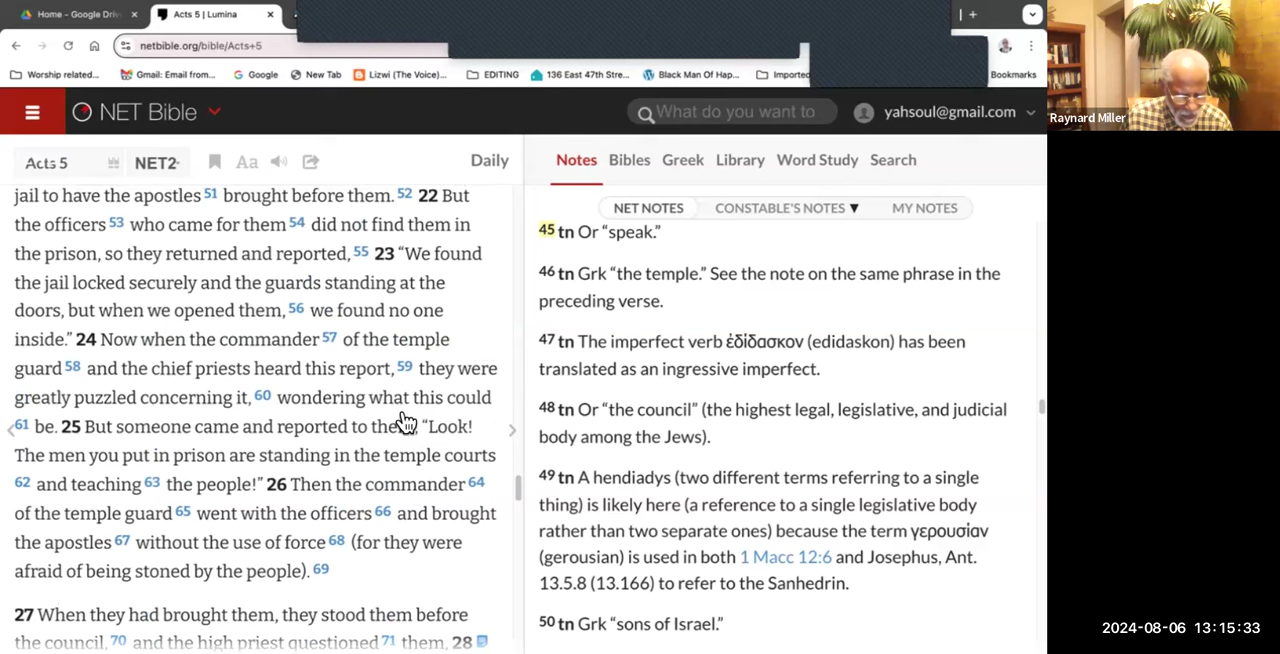 Home – Google Driv
Acts 5 | Lumina
netbible.org/bible/Acts+5
Worship related...
Gmail: Email from...
Google
New Tab
Lizwi (The Voice)...
EDITING
136 East 47th Stre...
Black Man Of Hap...
Imported
Bookmarks
NET Bible
What do you want to
yahsoul@gmail.com
Raynard Miller
Acts 5
NET2
Aa
Daily
jail to have the apostles 51 brought before them. 52 22 But
the officers 53 who came for them 54 did not find them in
the prison, so they returned and reported, 55 23 “We found
the jail locked securely and the guards standing at the
doors, but when we opened them, 56 we found no one
inside.” 24 Now when the commander 57 of the temple
guard 58 and the chief priests heard this report, 59 they were
greatly puzzled concerning it, 60 wondering what this could
61 be. 25 But someone came and reported to the “Look!
The men you put in prison are standing in the temple courts
62 and teaching 63 the people!” 26 Then the commander 64
of the temple guard 65 went with the officers 66 and brought
the apostles 67 without the use of force 68 (for they were
afraid of being stoned by the people). 69
27 When they had brought them, they stood them before
the council, 70 and the high priest questioned 71 them, 28
Notes Bibles Greek Library Word Study Search
NET NOTES CONSTABLE'S NOTES ▼ MY NOTES
45 tn Or “speak.”
46 tn Grk “the temple.” See the note on the same phrase in the
preceding verse.
47 tn The imperfect verb ἐδίδασκον (edidaskon) has been
translated as an ingressive imperfect.
48 tn Or “the council” (the highest legal, legislative, and judicial
body among the Jews).
49 tn A hendiadys (two different terms referring to a single
thing) is likely here (a reference to a single legislative body
rather than two separate ones) because the term γερουσίαν
(gerousian) is used in both 1 Macc 12:6 and Josephus, Ant.
13.5.8 (13.166) to refer to the Sanhedrin.
50 tn Grk “sons of Israel.”
2024-08-06 13:15:33